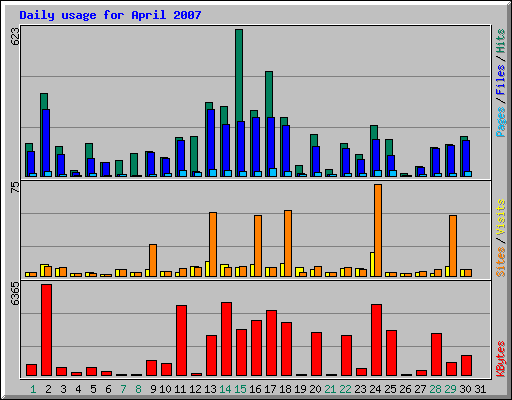 Daily usage for April 2007
623
Pages / Files / Hits
75
Sites / Visits
6365
KBytes
1 2 3 4 5 6 7 8 9 10 11 12 13 14 15 16 17 18 19 20 21 22 23 24 25 26 27 28 29 30 31